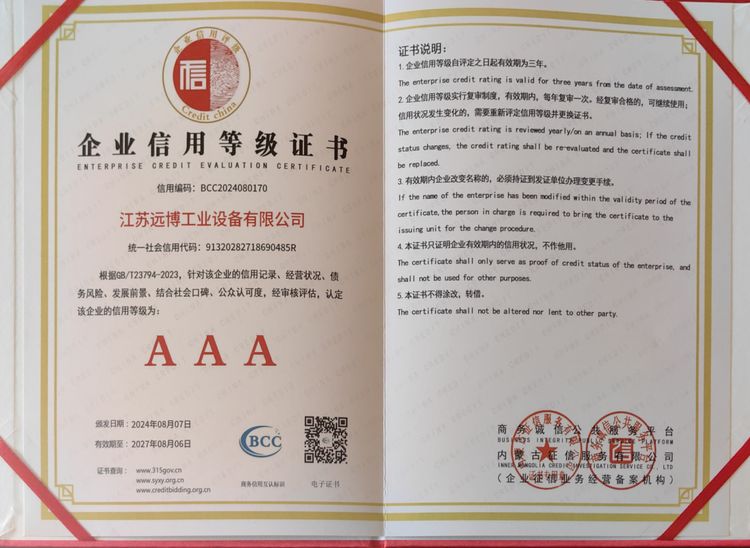 企业信用评级
信
Credit china
企业信用等级证书
ENTERPRISE CREDIT EVALUATION CERTIFICATE
信用编码：BCC2024080170
江苏远博工业设备有限公司
统一社会信用代码：91320282718690485R
根据GB/T23794-2023，针对该企业的信用记录、经营状况、债
务风险、发展前景、结合社会口碑、公众认可度，经审核评估，认定
该企业的信用等级为：
AAA
颁发日期：2024年08月07日
有效期至：2027年08月06日
BCC
证书查询：www.315gov.cn
www.syxy.org.cn
www.creditbidding.org.cn
商务信用互认标识
电子证书
证书说明：
1. 企业信用等级自评定之日起有效期为三年。
The enterprise credit rating is valid for three years from the date of assessment.
2. 企业信用等级实行复审制度，有效期内，每年复审一次。经复审合格的，可继续使用；
信用状况发生变化的，需要重新评定信用等级并更换证书。
The enterprise credit rating is reviewed yearly/on an annual basis; If the credit
status changes, the credit rating shall be re-evaluated and the certificate shall
be replaced.
3. 有效期内企业改变名称的，必须持证到发证单位办理变更手续。
If the name of the enterprise has been modified within the validity period of the
certificate,the person in charge is required to bring the certificate to the
issuing unit for the change procedure.
4. 本证书只证明企业有效期内的信用状况，不作他用。
The certificate shall only serve as proof of credit status of the enterprise, and
shall not be used for other purposes.
5. 本证书不得涂改，转借。
The certificate shall not be altered nor lent to other party.
商务诚信公共服务平台
BUSINESS INTEGRITY PUBLIC SERVICE PLATFORM
内蒙古征信服务有限公司
INNER MONGOLIA CREDIT INVESTIGATION SERVICE CO., LTD
（企业征信业务经营备案机构）
证书专用章